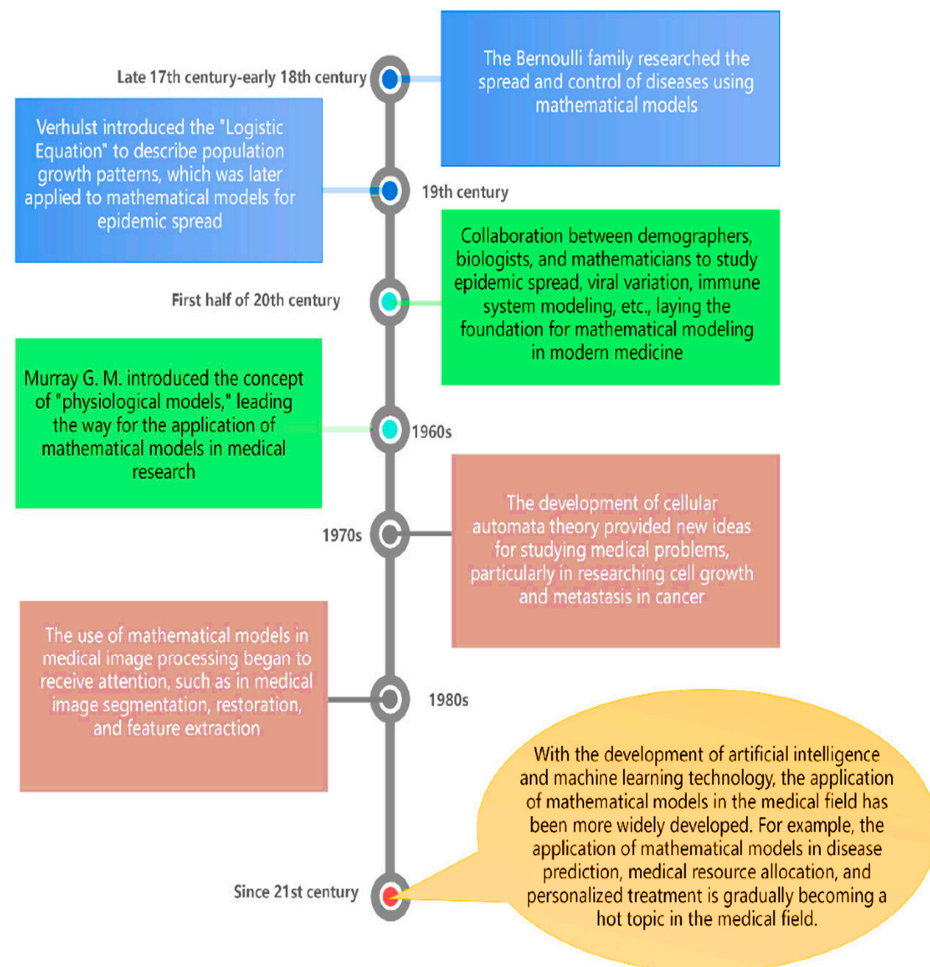 Late 17th century-early 18th century
The Bernoulli family researched the
spread and control of diseases using
mathematical models
Verhulst introduced the "Logistic
Equation" to describe population
growth patterns, which was later
applied to mathematical models for
epidemic spread
19th century
First half of 20th century
Collaboration between demographers,
biologists, and mathematicians to study
epidemic spread, viral variation, immune
system modeling, etc., laying the
foundation for mathematical modeling
in modern medicine
Murray G. M. introduced the concept
of "physiological models," leading
the way for the application of
mathematical models in medical
research
1960s
1970s
The development of cellular
automata theory provided new ideas
for studying medical problems,
particularly in researching cell growth
and metastasis in cancer
The use of mathematical models in
medical image processing began to
receive attention, such as in medical
image segmentation, restoration,
and feature extraction
1980s
Since 21st century
With the development of artificial intelligence
and machine learning technology, the application
of mathematical models in the medical field has
been more widely developed. For example, the
application of mathematical models in disease
prediction, medical resource allocation, and
personalized treatment is gradually becoming a
hot topic in the medical field.